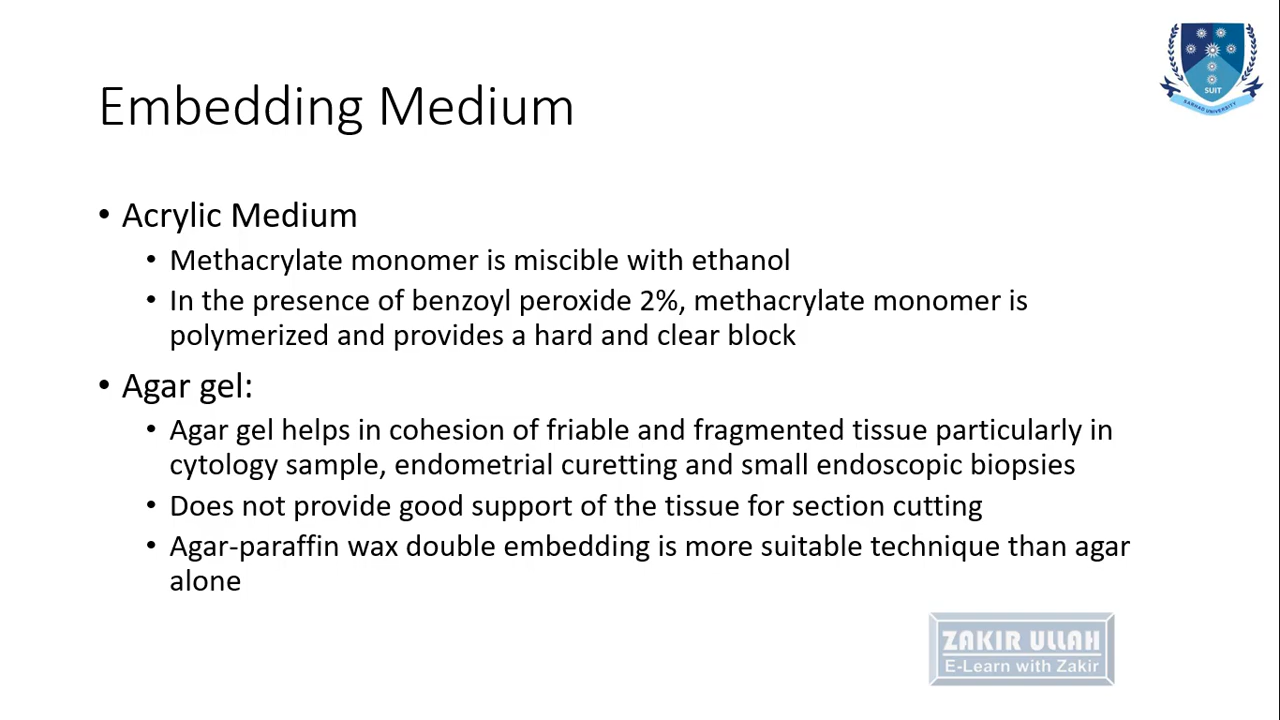 SUIT
SARHAD UNIVERSITY
Embedding Medium
• Acrylic Medium
• Methacrylate monomer is miscible with ethanol
• In the presence of benzoyl peroxide 2%, methacrylate monomer is
polymerized and provides a hard and clear block
• Agar gel:
• Agar gel helps in cohesion of friable and fragmented tissue particularly in
cytology sample, endometrial curetting and small endoscopic biopsies
• Does not provide good support of the tissue for section cutting
• Agar-paraffin wax double embedding is more suitable technique than agar
alone
ZAKIR ULLAH
E-Learn with Zakir